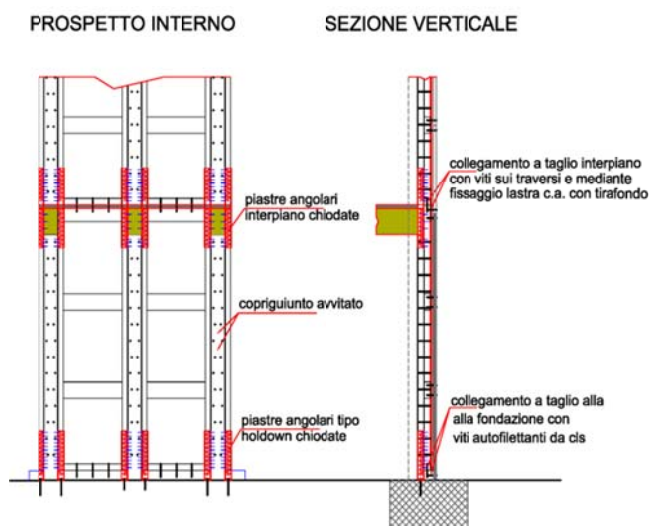 PROSPETTO INTERNO
SEZIONE VERTICALE
piastre angolari
interpiano chiodate
copriguiunto avvitato
piastre angolari tipo
holdown chiodate
collegamento a taglio interpiano
con viti sui traversi e mediante
fissaggio lastra c.a. con tirafondo
collegamento a taglio alla
alla fondazione con
viti autofilettanti da cls